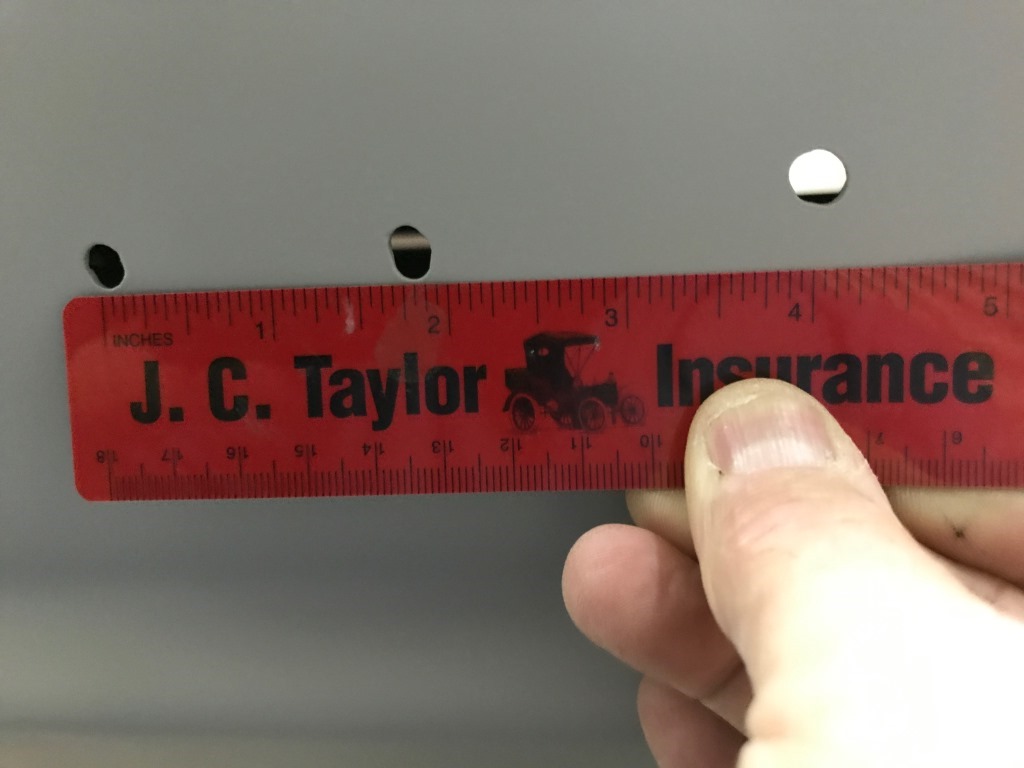 1 2 3 4 5
INCHES
J. C. Taylor Insurance
18 17 16 15 14 13 12 11 10 7 6